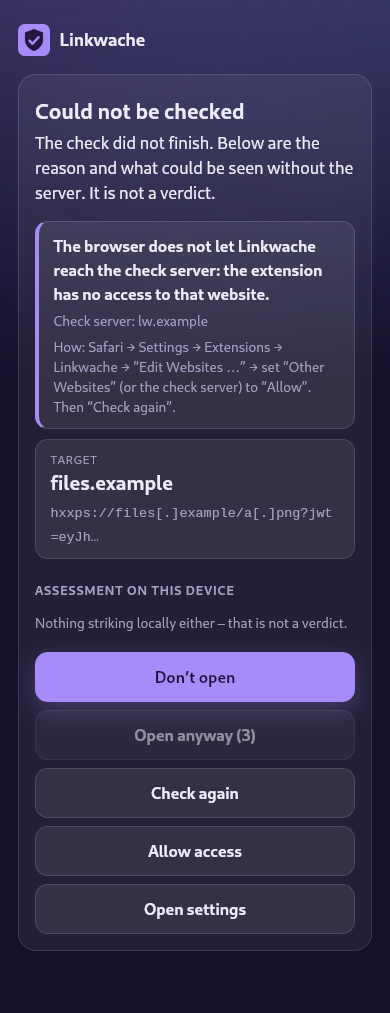 Linkwache
Could not be checked
The check did not finish. Below are the
reason and what could be seen without the
server. It is not a verdict.
The browser does not let Linkwache
reach the check server: the extension
has no access to that website.
Check server: lw.example
How: Safari → Settings → Extensions →
Linkwache → “Edit Websites …” → set “Other
Websites” (or the check server) to “Allow”.
Then “Check again”.
TARGET
files.example
hxxps://files[.]example/a[.]png?jwt
=eyJh…
ASSESSMENT ON THIS DEVICE
Nothing striking locally either – that is not a verdict.
Don’t open
Open anyway (3)
Check again
Allow access
Open settings